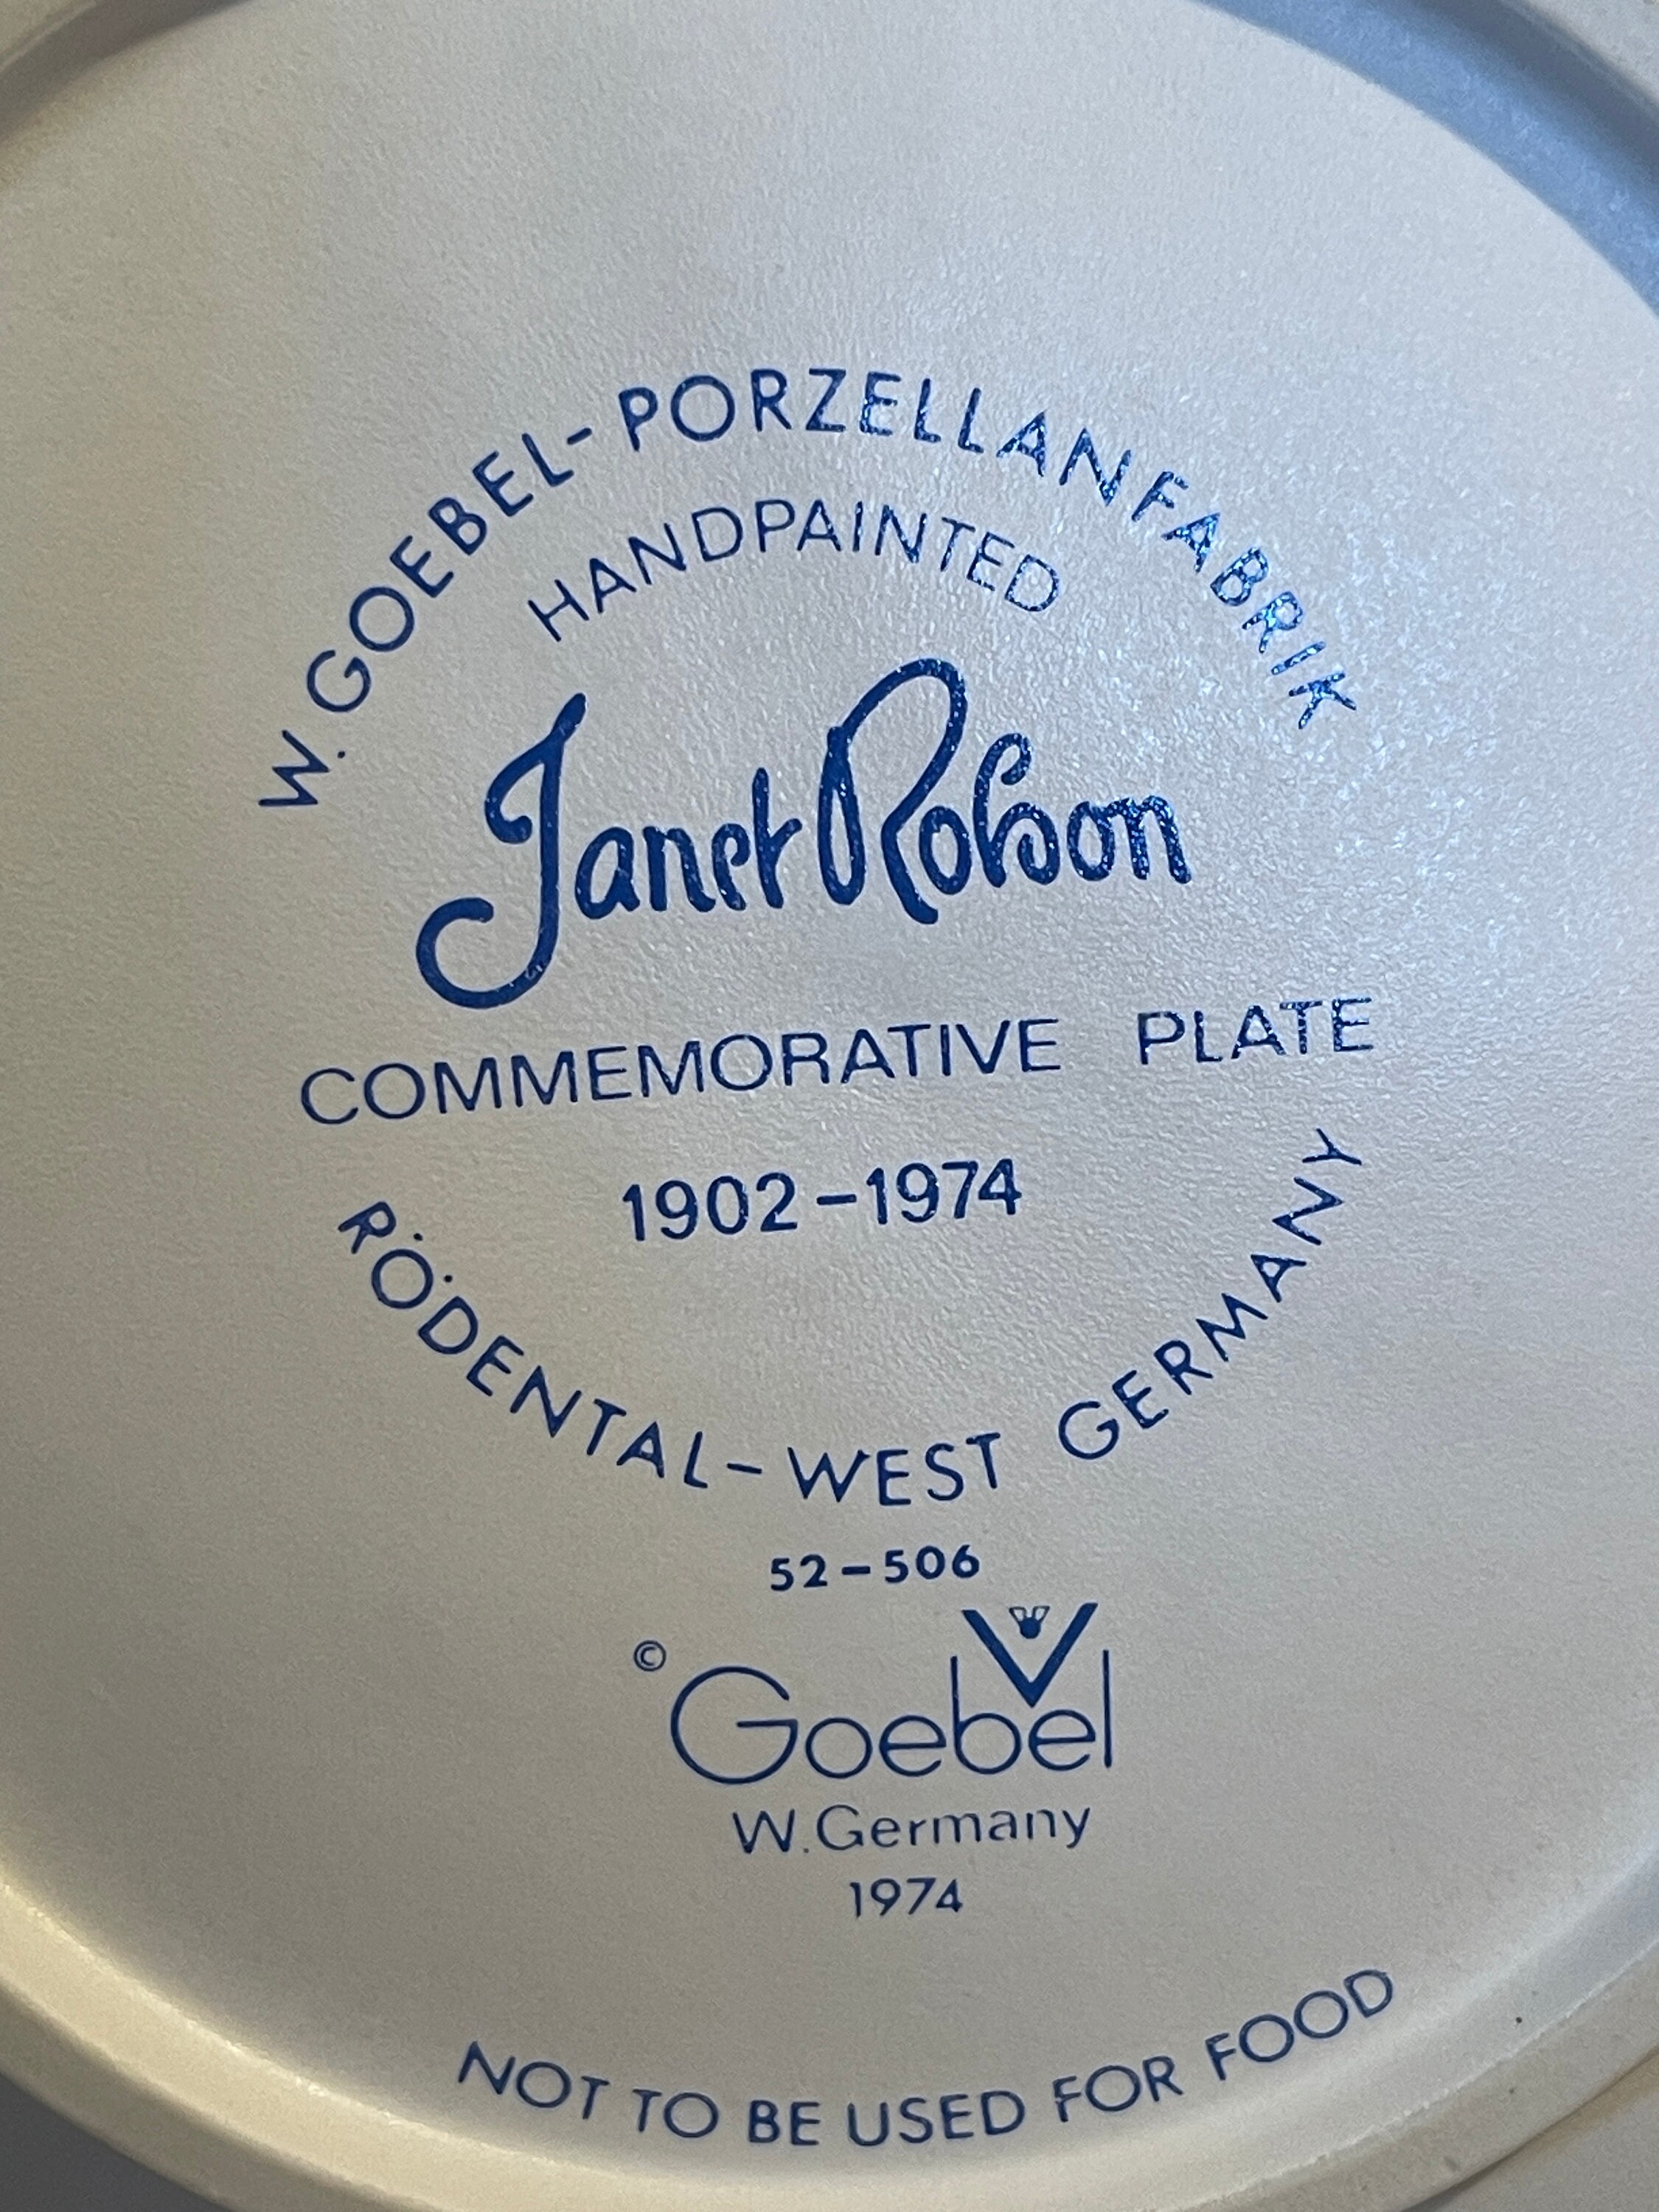 W. GOEBEL-PORZELLANFABRIK
HANDPAINTED
Janet Robson
COMMEMORATIVE PLATE
1902-1974
RÖDENTAL-WEST GERMANY
52-506
© Goebel
W. Germany
1974
NOT TO BE USED FOR FOOD